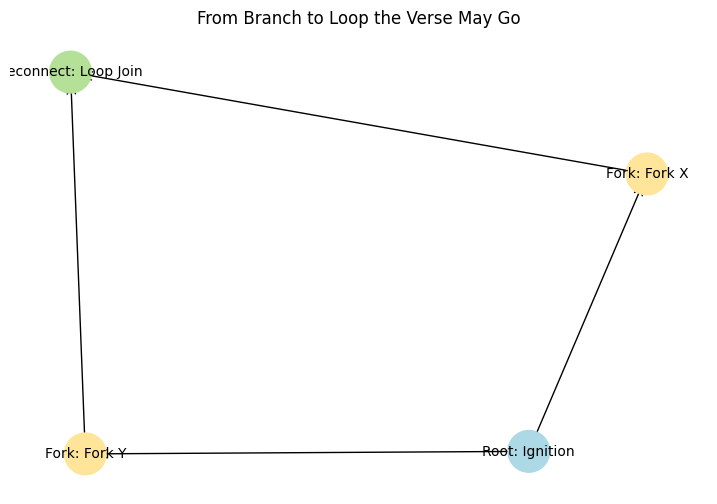 From Branch to Loop the Verse May Go
econnect: Loop Join
Fork: Fork X
Fork: Fork Y
Root: Ignition